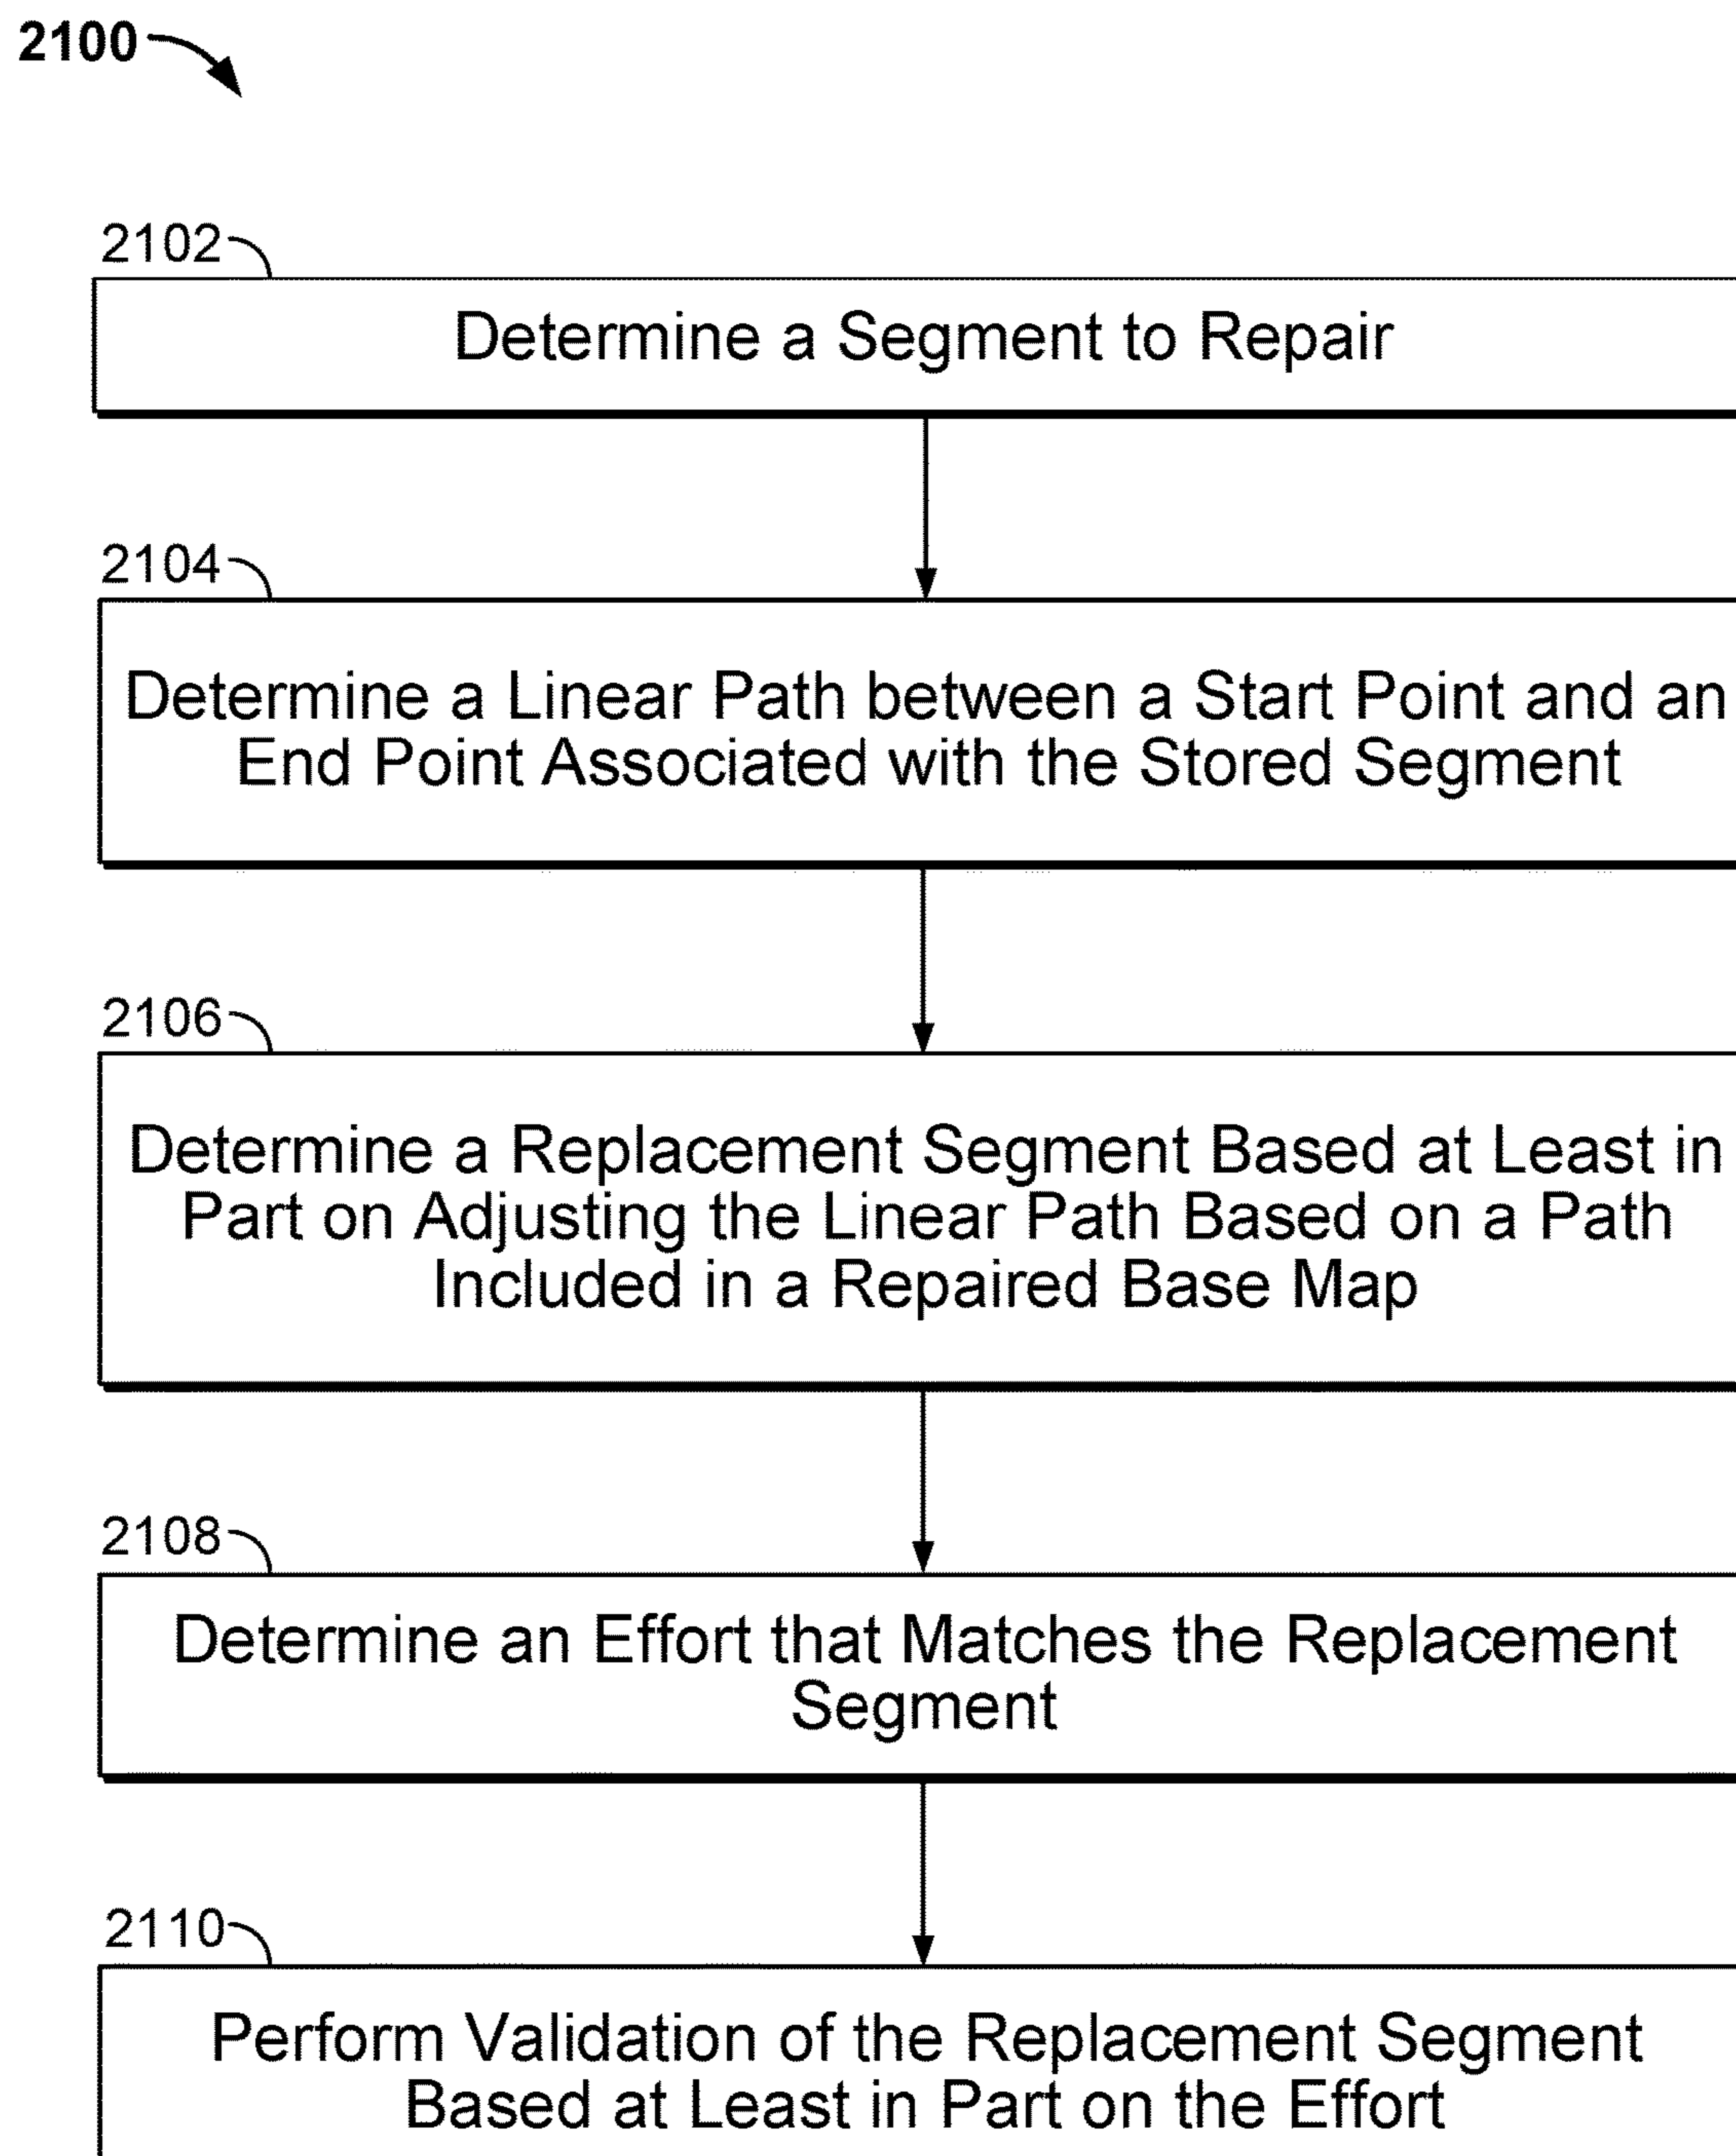 2100
2102
Determine a Segment to Repair
2104
Determine a Linear Path between a Start Point and an
End Point Associated with the Stored Segment
2106
Determine a Replacement Segment Based at Least in
Part on Adjusting the Linear Path Based on a Path
Included in a Repaired Base Map
2108
Determine an Effort that Matches the Replacement
Segment
2110
Perform Validation of the Replacement Segment
Based at Least in Part on the Effort